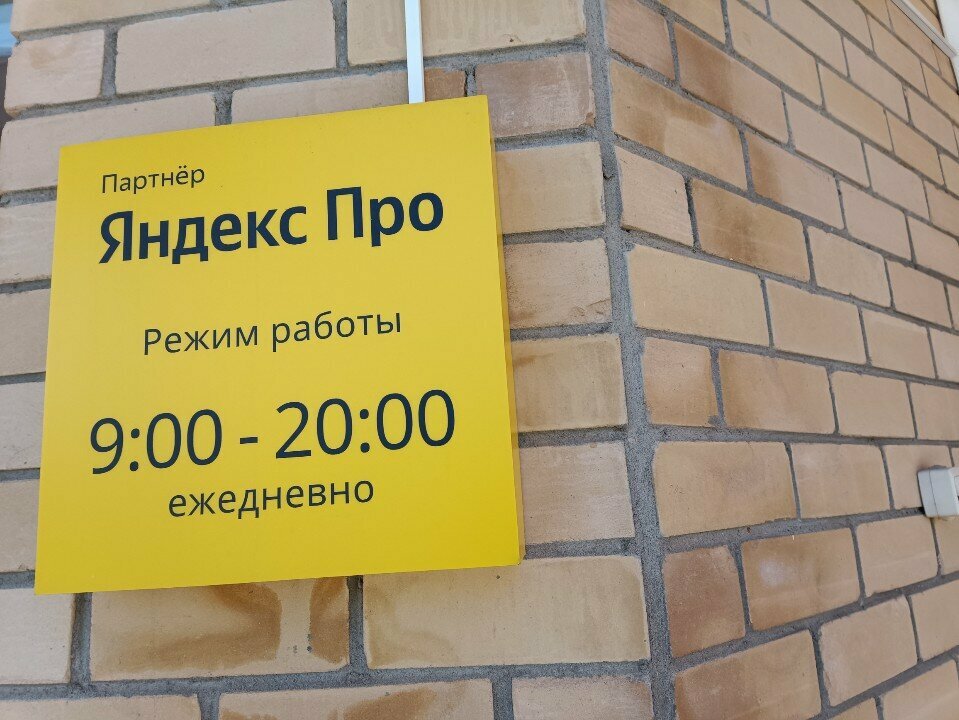 Партнёр
Яндекс Про
Режим работы
9:00 - 20:00
ежедневно